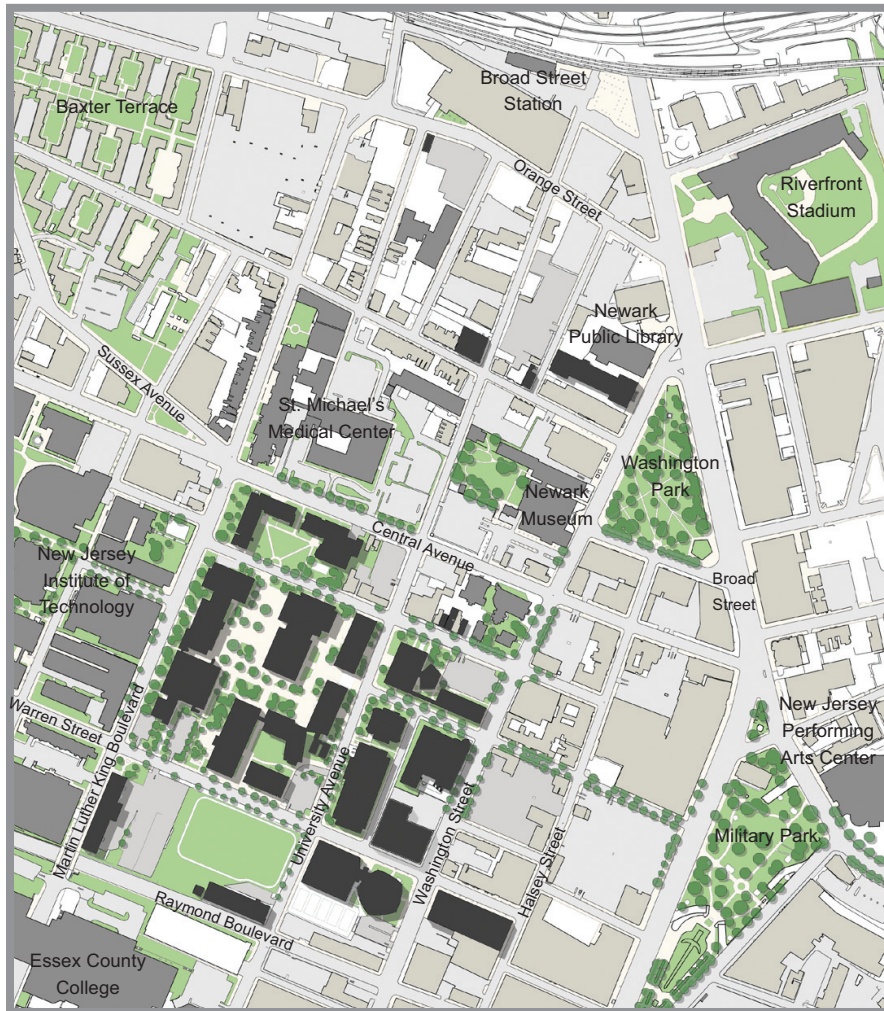 Broad Street
Station
Baxter Terrace
Orange Street
Riverfront
Stadium
Newark
Public Library
Sussex Avenue
St. Michael's
Medical Center
Washington
Park
Newark
Museum
Central Avenue
New Jersey
Institute of
Technology
Broad
Street
Warren Street
Martin Luther King Boulevard
University Avenue
Washington Street
Halsey Street
New Jersey
Performing
Arts Center
Military Park
Raymond Boulevard
Essex County
College